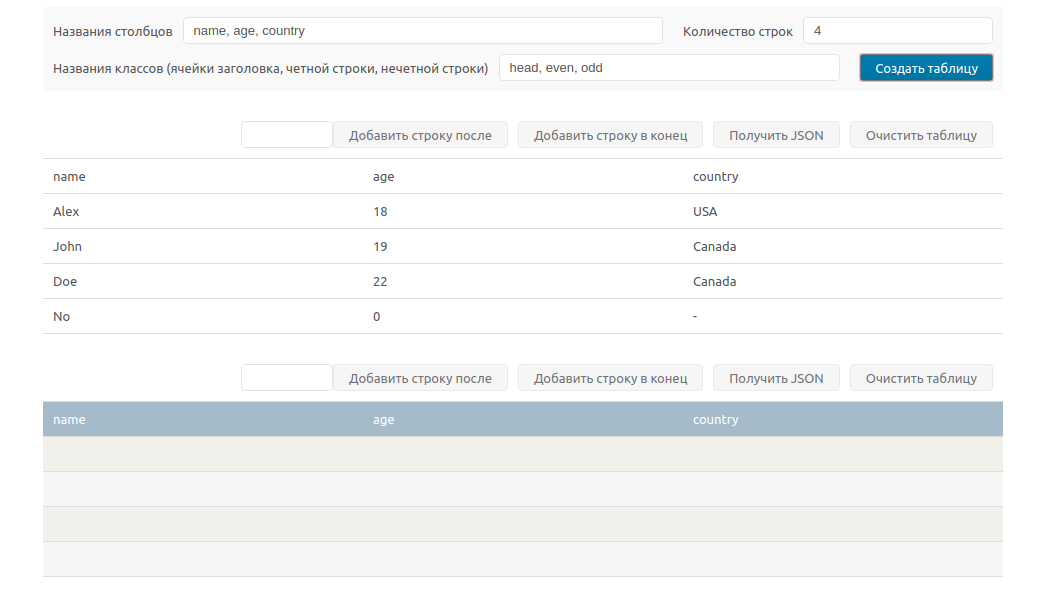 Названия столбцов name, age, country Количество строк 4
Названия классов (ячейки заголовка, четной строки, нечетной строки) head, even, odd Создать таблицу
Добавить строку после Добавить строку в конец Получить JSON Очистить таблицу
name age country
Alex 18 USA
John 19 Canada
Doe 22 Canada
No 0 -
Добавить строку после Добавить строку в конец Получить JSON Очистить таблицу
name age country